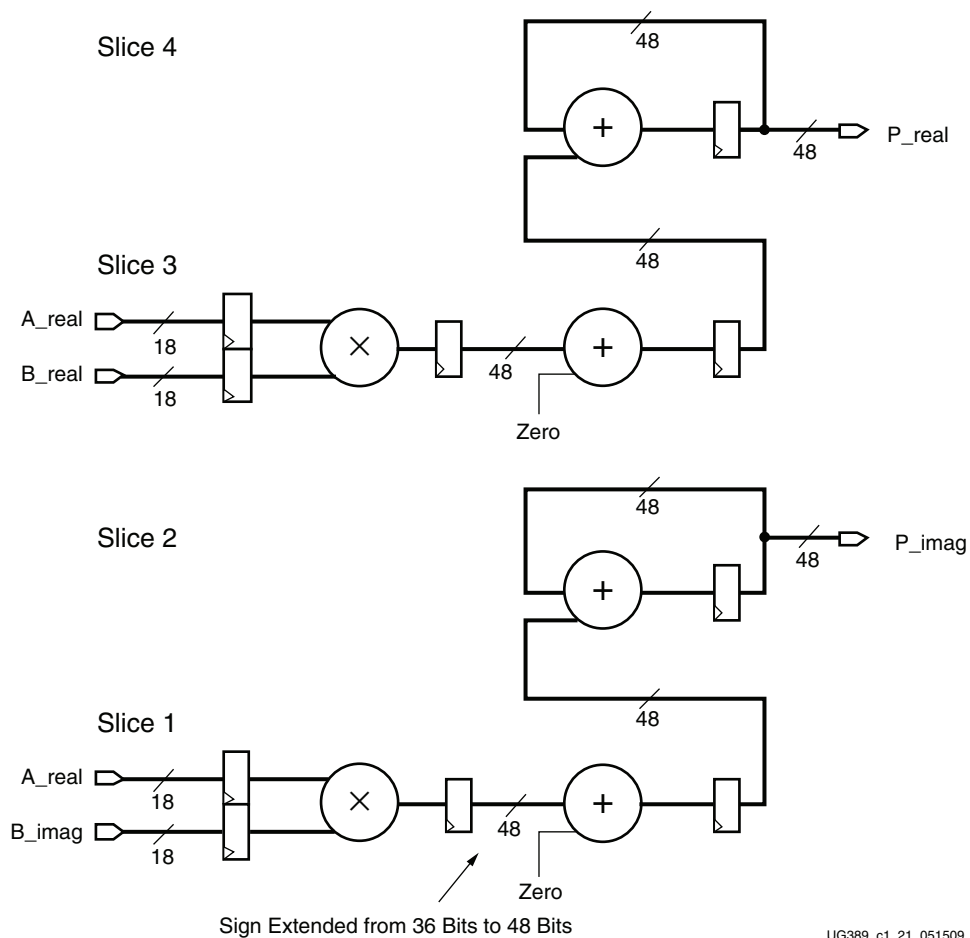 Slice 4
48
P_real
48
48
Slice 3
A_real
18
B_real
18
48
Zero
48
Slice 2
P_imag
48
48
Slice 1
A_real
18
B_imag
18
48
Zero
Sign Extended from 36 Bits to 48 Bits
UG389_c1_21_051509